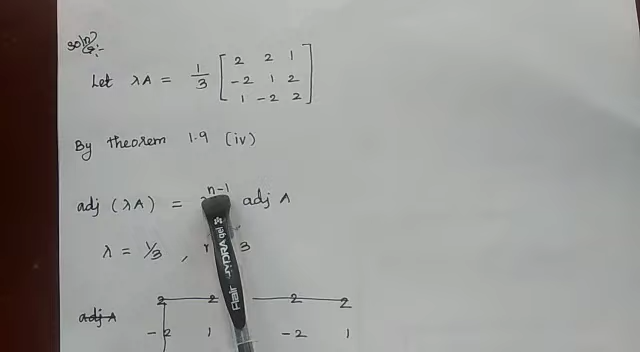 Soln:-
Let λA = 1/3 [ 2 2 1
-2 1 2
1 -2 2 ]
By theorem 1.9 (iv)
adj (λA) = n-1 adj A
λ = 1/3 , 3
adj A
2 2 2 2
-2 1 -2 1
Flair HYDRA gel